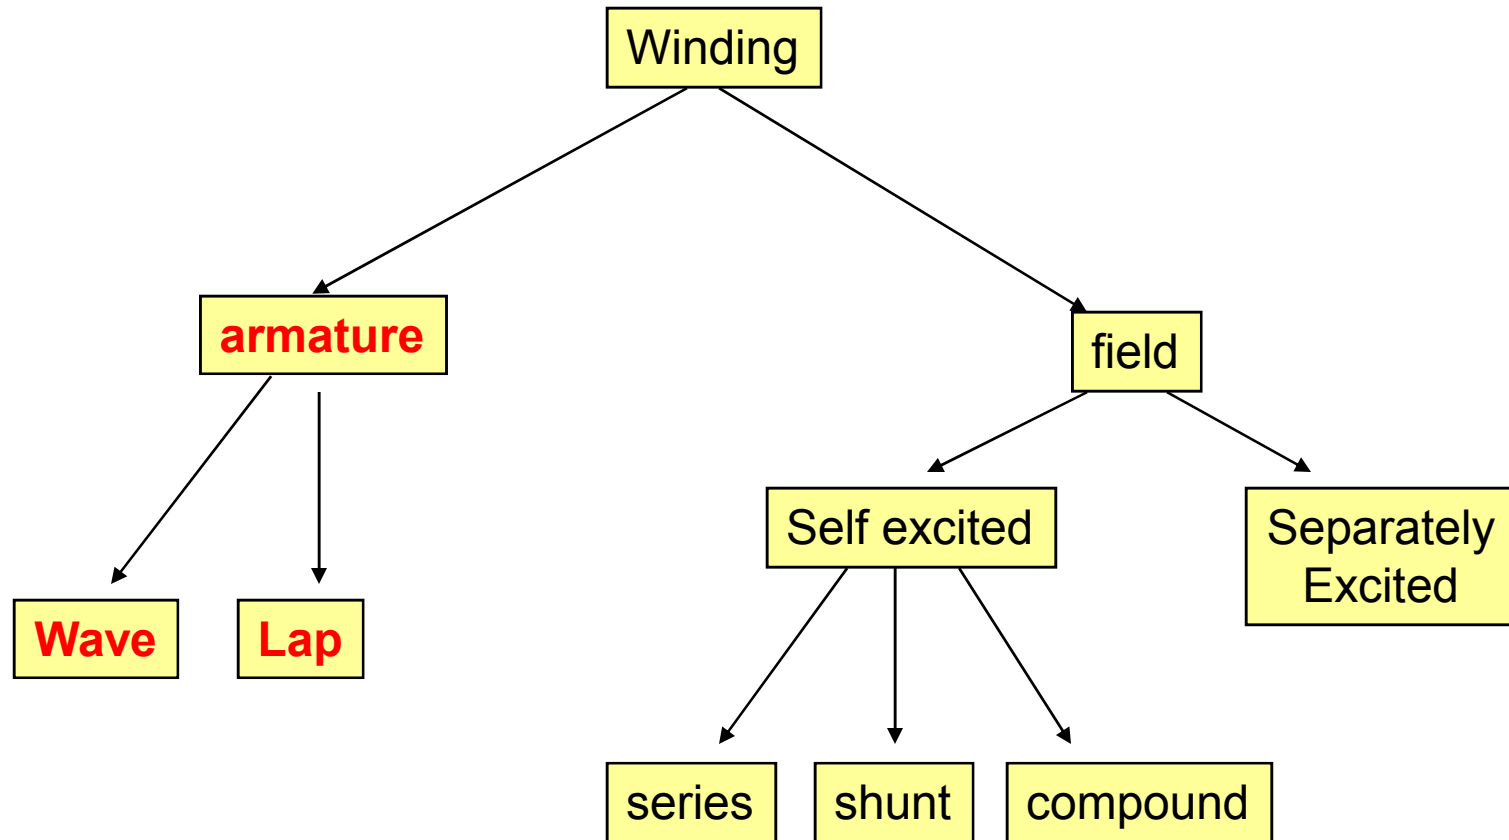 Winding
armature
field
Self excited
Separately
Excited
Wave
Lap
series
shunt
compound